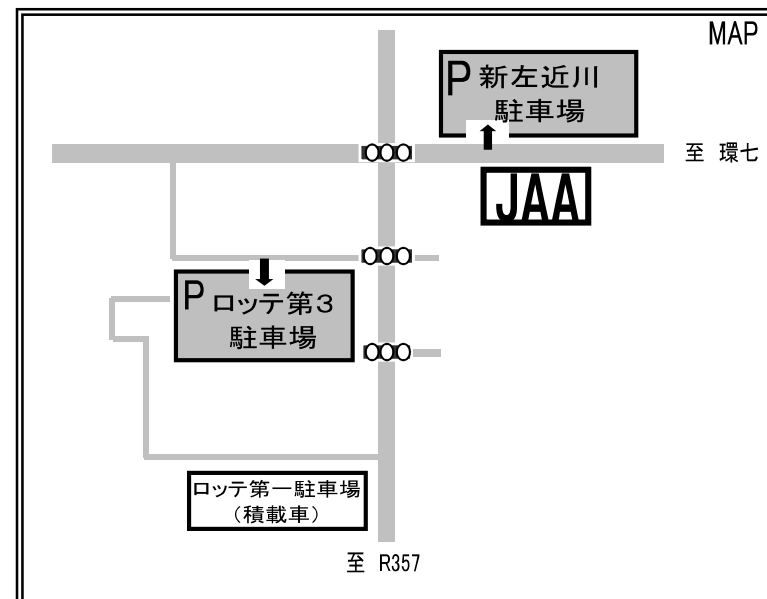 MAP
P 新左近川
駐車場
至 環七
JAA
P ロッテ第3
駐車場
ロッテ第一駐車場
（積載車）
至 R357